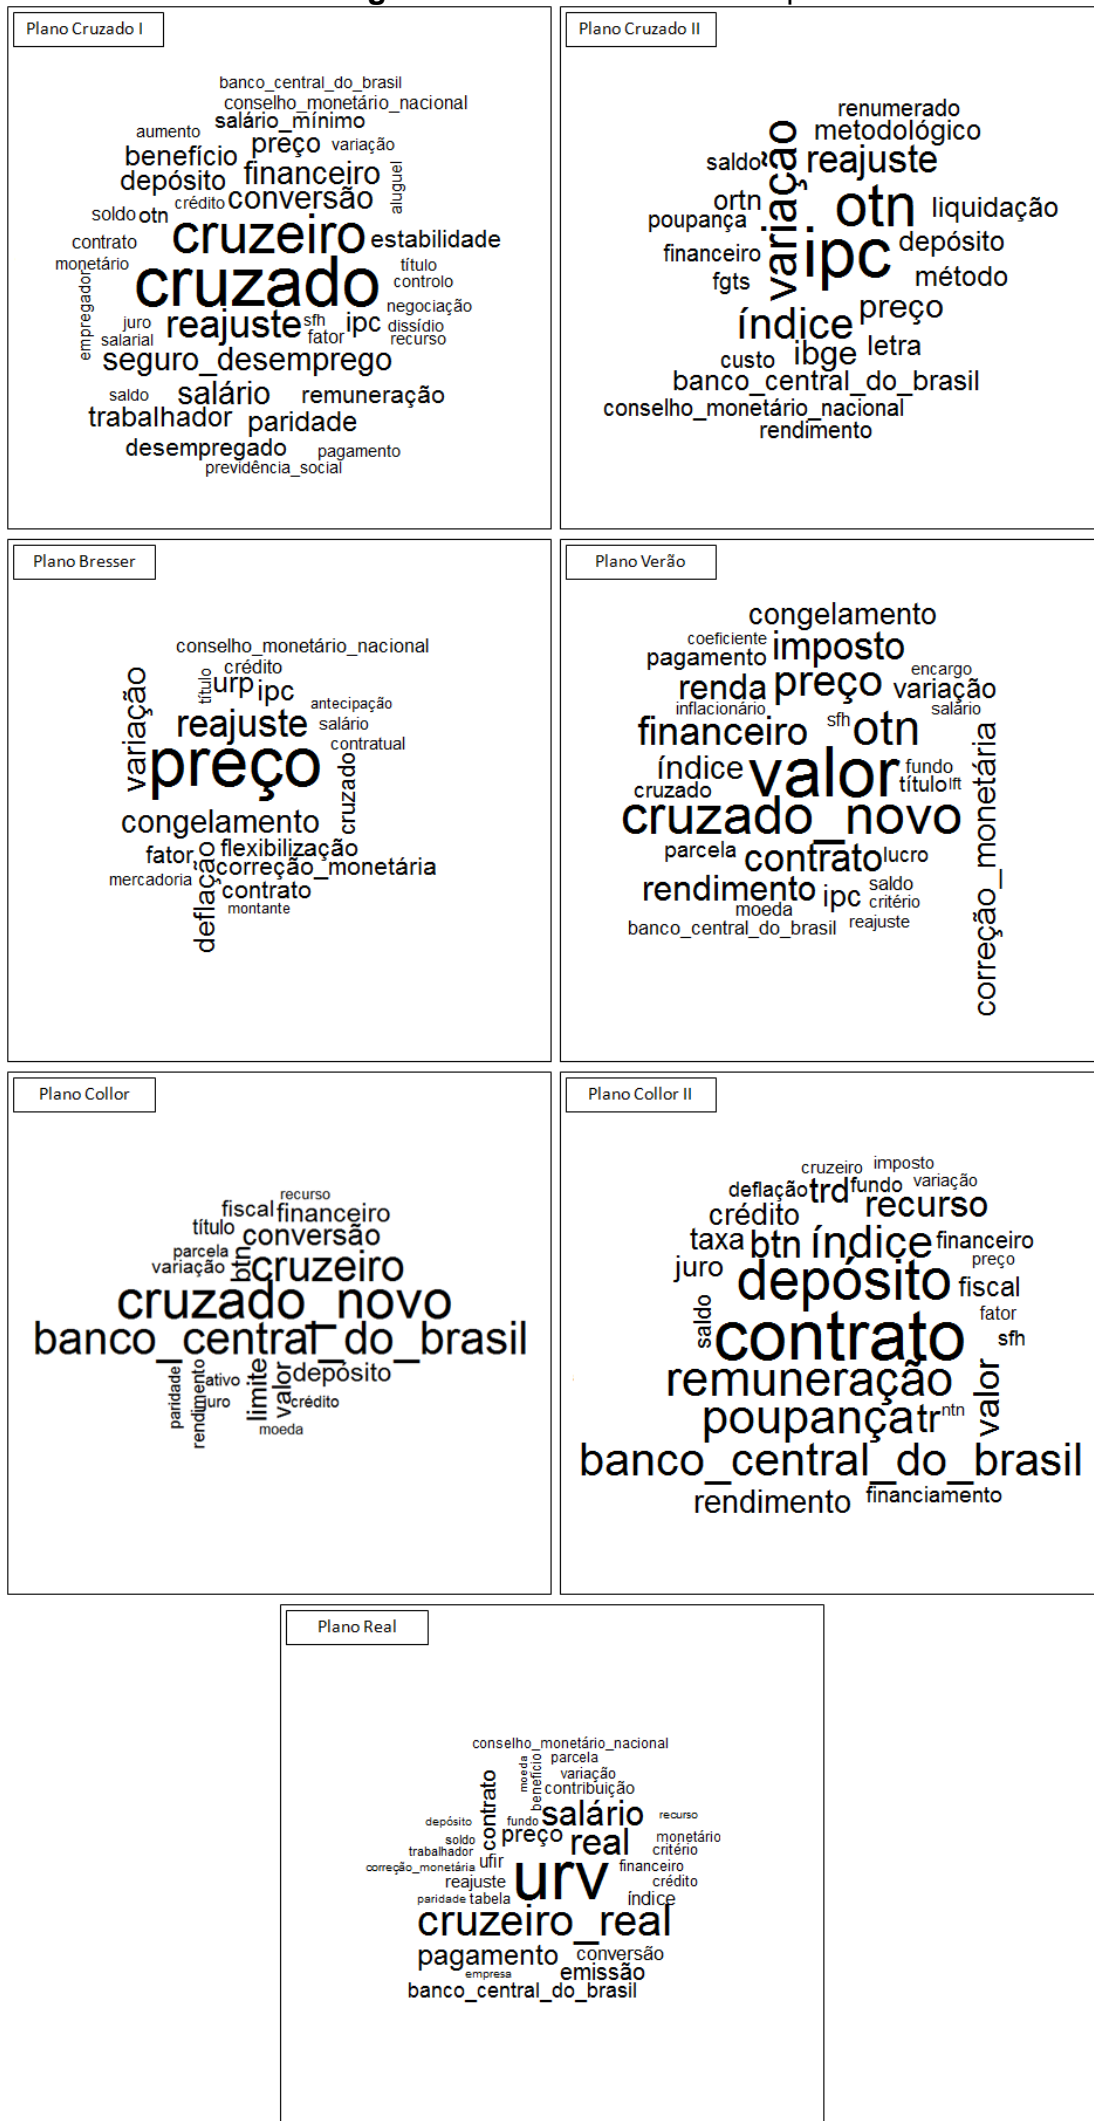 Plano Cruzado I
banco_central_do_brasil
conselho_monetário_nacional
salário_mínimo
aumento
preço variação
benefício
depósito financeiro
aluguel
crédito conversão
soldo otn
cruzeiro estabilidade
contrato
monetário
cruzado
título
controlo
empregador
negociação
juro reajuste sfh ipc dissídio
salarial fator recurso
seguro_desemprego
saldo salário remuneração
trabalhador paridade
desempregado pagamento
previdência_social
Plano Cruzado II
renumerado
metodológico
variação
saldo reajuste
ortn otn liquidação
poupança
financeiro ipc depósito
fgts método
preço
índice
custo ibge letra
banco_central_do_brasil
conselho_monetário_nacional
rendimento
Plano Bresser
conselho_monetário_nacional
crédito
título urp ipc
variação
antecipação
reajuste salário
contratual
preço
cruzado
congelamento
fator flexibilização
correção_monetária
mercadoria
deflação contrato
montante
Plano Verão
congelamento
coeficiente imposto
pagamento
encargo
renda preço variação
inflacionário salário
financeiro sfh otn
correção_monetária
índice valor fundo
cruzado título lft
cruzado_novo
parcela contrato lucro
rendimento ipc saldo
critério
moeda
banco_central_do_brasil reajuste
Plano Collor
recurso
fiscal financeiro
título conversão
parcela
variação btn cruzeiro
cruzado_novo
banco_central_do_brasil
paridade rendimento ativo limite valor depósito
juro crédito
moeda
Plano Collor II
cruzeiro imposto
deflação trd fundo variação
crédito recurso
taxa btn índice financeiro
juro preço
depósito fiscal
saldo fator
contrato sfh
remuneração valor
poupança tr ntn
banco_central_do_brasil
rendimento financiamento
Plano Real
conselho_monetário_nacional
moeda parcela
benefício variação
contrato contribuição
salário recurso
depósito fundo
preço real monetário
soldo critério
trabalhador
correção_monetária ufir urv financeiro
reajuste crédito
paridade tabela índice
cruzeiro_real
pagamento conversão
empresa emissão
banco_central_do_brasil